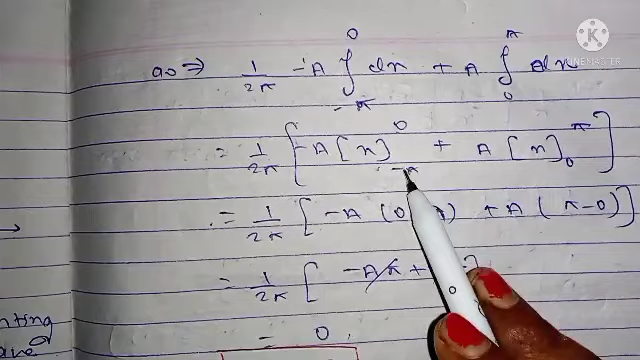 KINEMASTER
a₀ ⇒ 1/2π -A ∫_{-π}^{0} dx + A ∫_{0}^{π} A dx
= 1/2π [ -A [x]_{-π}^{0} + A [x]_{0}^{π} ]
= 1/2π [ -A (0 π) + A (π - 0) ]
= 1/2π [ -Aπ + ]
= 0